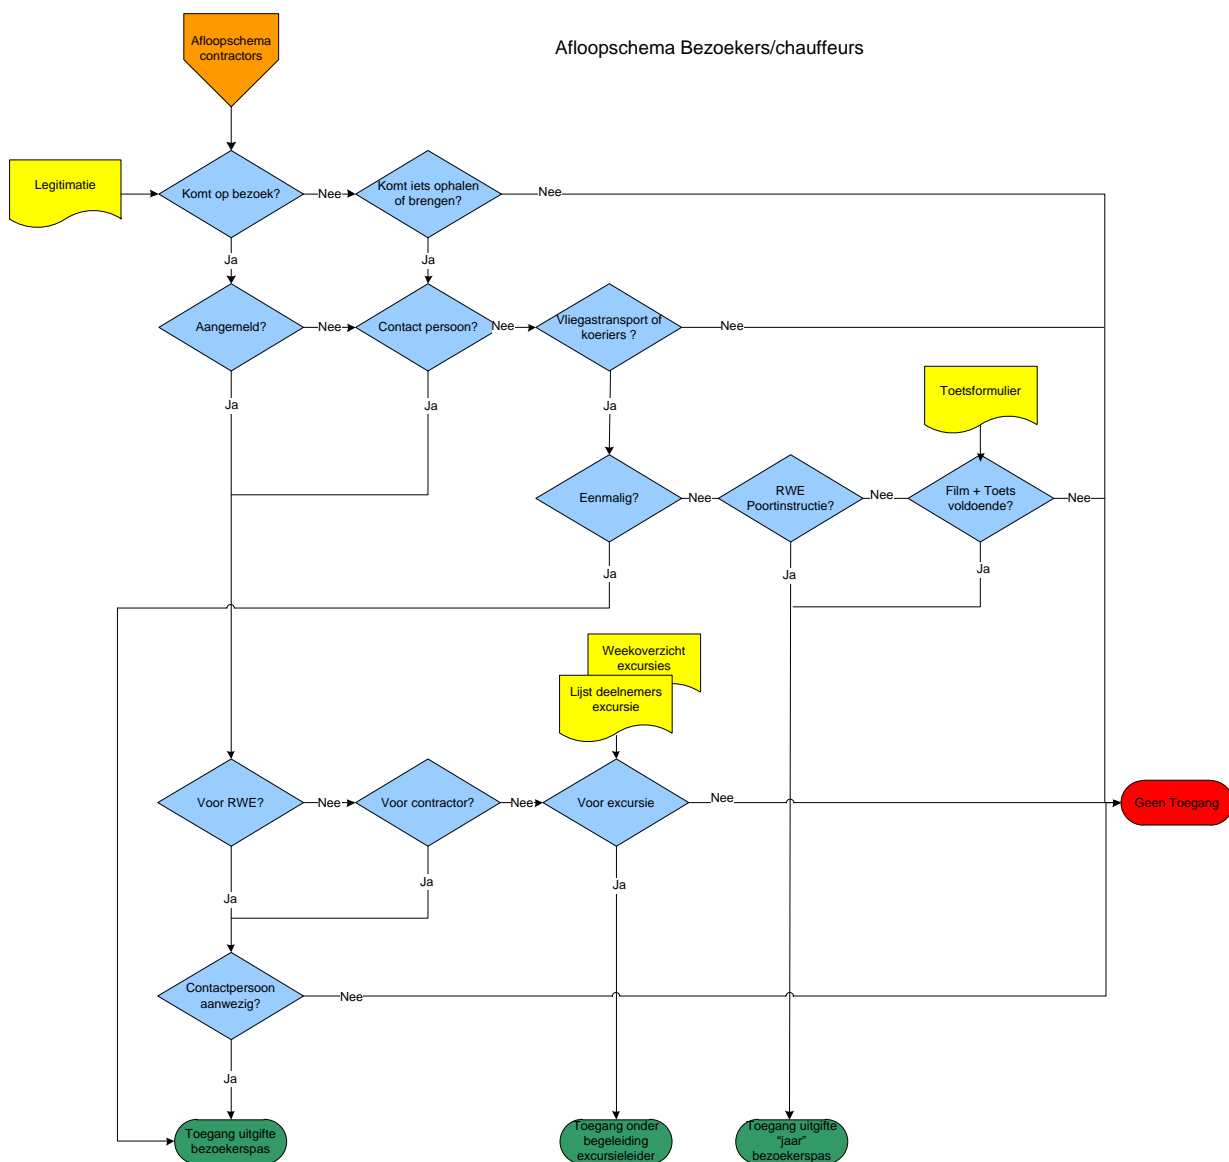 Afloopschema
contractors
Afloopschema Bezoekers/chauffeurs
Legitimatie
Komt op bezoek?
Nee
Komt iets ophalen
of brengen?
Nee
Ja
Ja
Aangemeld?
Nee
Contact persoon?
Nee
Vliegastransport of
koeriers ?
Nee
Ja
Ja
Ja
Toetsformulier
Eenmalig?
Nee
RWE
Poortinstructie?
Nee
Film + Toets
voldoende?
Nee
Ja
Ja
Ja
Weekoverzicht
excursies
Lijst deelnemers
excursie
Voor RWE?
Nee
Voor contractor?
Nee
Voor excursie
Nee
Geen Toegang
Ja
Ja
Ja
Contactpersoon
aanwezig?
Nee
Ja
Toegang uitgifte
bezoekerspas
Toegang onder
begeleiding
excursieleider
Toegang uitgifte
“jaar”
bezoekerspas